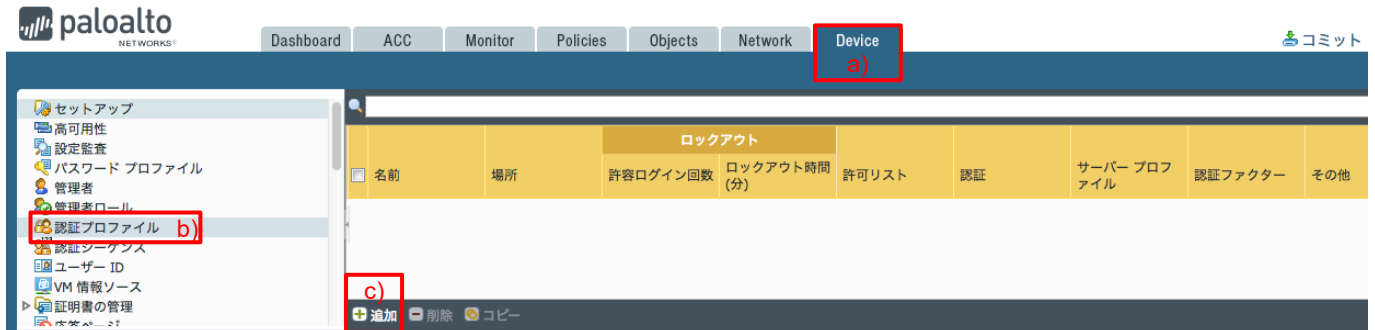 paloalto
NETWORKS®
Dashboard ACC Monitor Policies Objects Network Device コミット
a)
セットアップ
高可用性
設定監査
パスワード プロファイル
管理者
管理者ロール
認証プロファイル b)
認証シーケンス
ユーザー ID
VM 情報ソース
証明書の管理
応答ページ
ロックアウト
名前 場所 許容ログイン回数 ロックアウト時間 (分) 許可リスト 認証 サーバー プロファイル 認証ファクター その他
c)
追加 削除 コピー